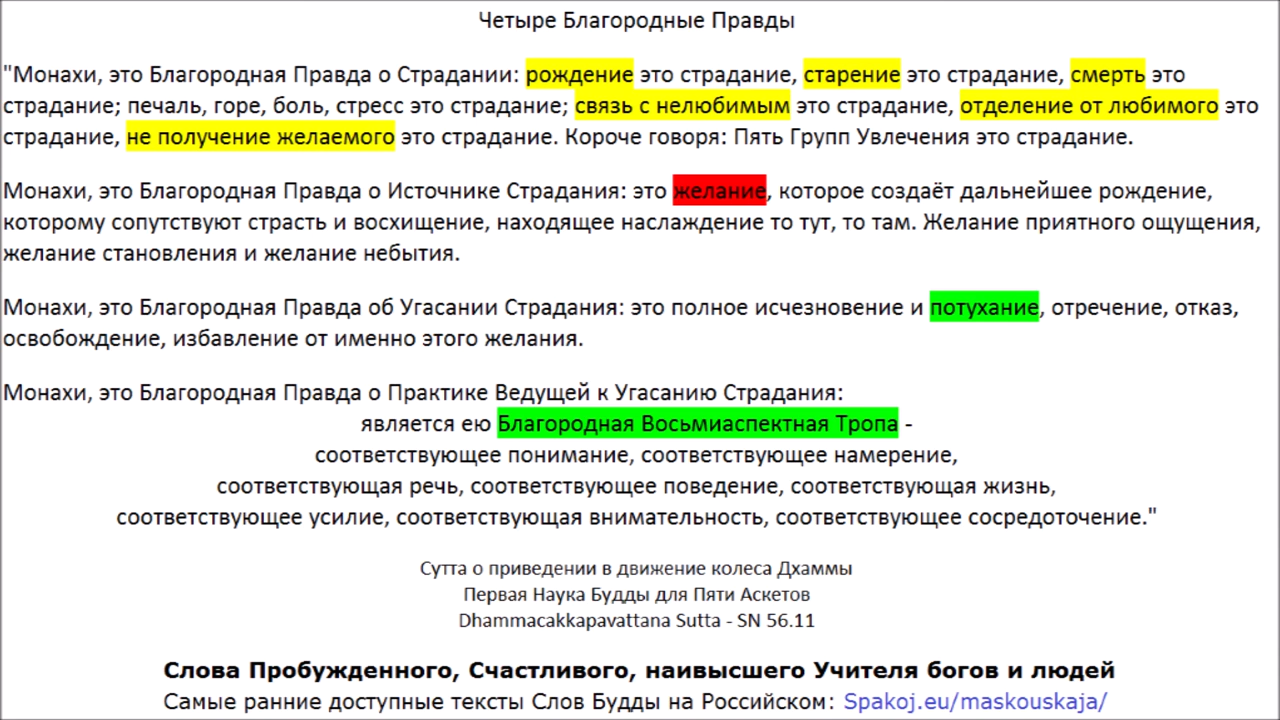 Четыре Благородные Правды
"Монахи, это Благородная Правда о Страдании: рождение это страдание, старение это страдание, смерть это
страдание; печаль, горе, боль, стресс это страдание; связь с нелюбимым это страдание, отделение от любимого это
страдание, не получение желаемого это страдание. Короче говоря: Пять Групп Увлечения это страдание.
Монахи, это Благородная Правда о Источнике Страдания: это желание, которое создаёт дальнейшее рождение,
которому сопутствуют страсть и восхищение, находящее наслаждение то тут, то там. Желание приятного ощущения,
желание становления и желание небытия.
Монахи, это Благородная Правда об Угасании Страдания: это полное исчезновение и потухание, отречение, отказ,
освобождение, избавление от именно этого желания.
Монахи, это Благородная Правда о Практике Ведущей к Угасанию Страдания:
является ею Благородная Восьмиаспектная Тропа -
соответствующее понимание, соответствующее намерение,
соответствующая речь, соответствующее поведение, соответствующая жизнь,
соответствующее усилие, соответствующая внимательность, соответствующее сосредоточение."
Сутта о приведении в движение колеса Дхаммы
Первая Наука Будды для Пяти Аскетов
Dhammacakkapavattana Sutta - SN 56.11
Слова Пробужденного, Счастливого, наивысшего Учителя богов и людей
Самые ранние доступные тексты Слов Будды на Российском: Spakoj.eu/maskouskaja/